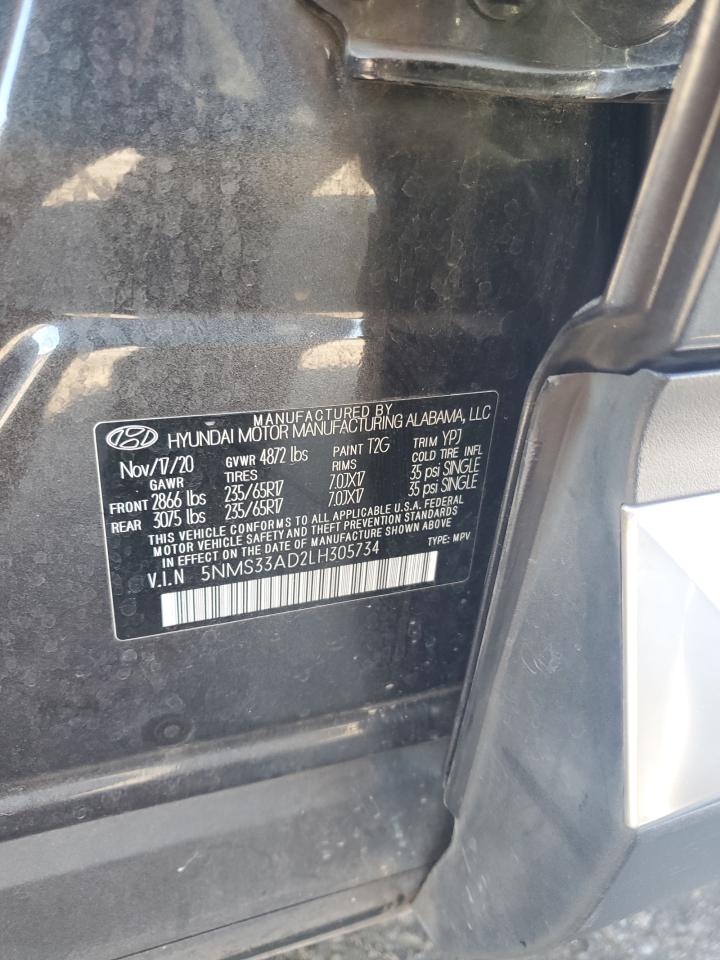 MANUFACTURED BY
HYUNDAI MOTOR MANUFACTURING ALABAMA, LLC
Nov/17/20 GVWR 4872 lbs PAINT T2G TRIM YPJ
GAWR TIRES RIMS COLD TIRE INFL
FRONT 2866 lbs 235/65R17 7.0JX17 35 psi SINGLE
REAR 3075 lbs 235/65R17 7.0JX17 35 psi SINGLE
THIS VEHICLE CONFORMS TO ALL APPLICABLE U.S.A. FEDERAL
MOTOR VEHICLE SAFETY AND THEFT PREVENTION STANDARDS
IN EFFECT ON THE DATE OF MANUFACTURE SHOWN ABOVE
V.I.N 5NMS33AD2LH305734 TYPE: MPV